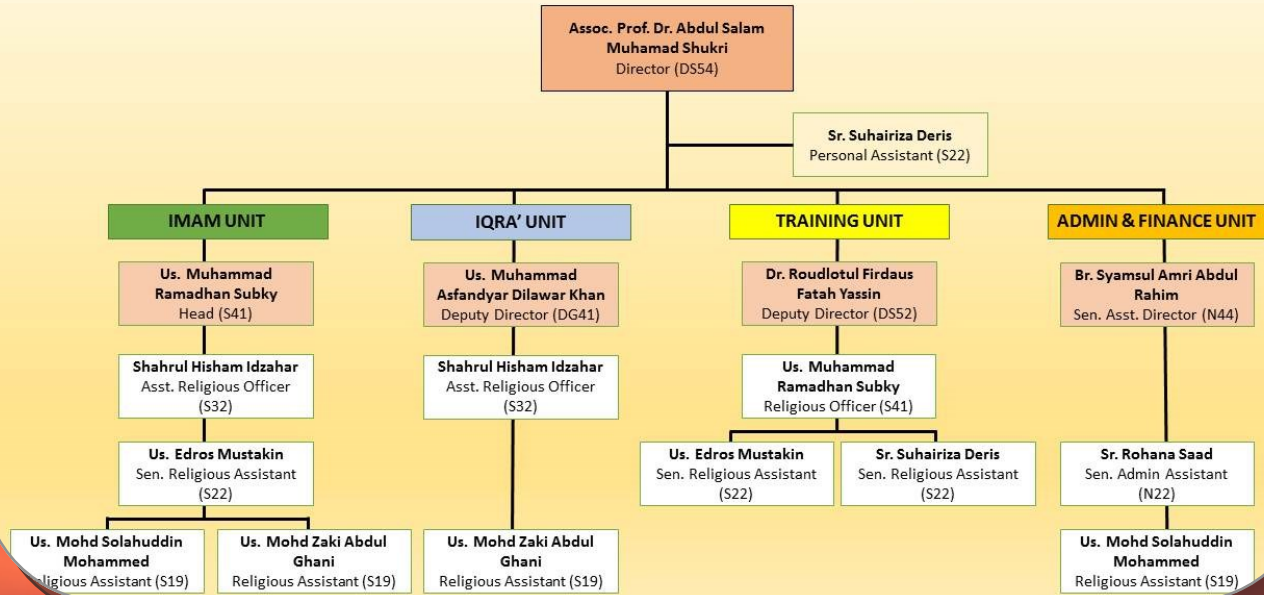 Assoc. Prof. Dr. Abdul Salam
Muhamad Shukri
Director (DS54)
Sr. Suhairiza Deris
Personal Assistant (S22)
IMAM UNIT
Us. Muhammad
Ramadhan Subky
Head (S41)
Shahrul Hisham Idzahar
Asst. Religious Officer
(S32)
Us. Edros Mustakin
Sen. Religious Assistant
(S22)
Us. Mohd Solahuddin
Mohammed
eligious Assistant (S19)
Us. Mohd Zaki Abdul
Ghani
Religious Assistant (S19)
IQRA’ UNIT
Us. Muhammad
Asfandyar Dilawar Khan
Deputy Director (DG41)
Shahrul Hisham Idzahar
Asst. Religious Officer
(S32)
Us. Mohd Zaki Abdul
Ghani
Religious Assistant (S19)
TRAINING UNIT
Dr. Roudlotul Firdaus
Fatah Yassin
Deputy Director (DS52)
Us. Muhammad
Ramadhan Subky
Religious Officer (S41)
Us. Edros Mustakin
Sen. Religious Assistant
(S22)
Sr. Suhairiza Deris
Sen. Religious Assistant
(S22)
ADMIN & FINANCE UNIT
Br. Syamsul Amri Abdul
Rahim
Sen. Asst. Director (N44)
Sr. Rohana Saad
Sen. Admin Assistant
(N22)
Us. Mohd Solahuddin
Mohammed
Religious Assistant (S19)